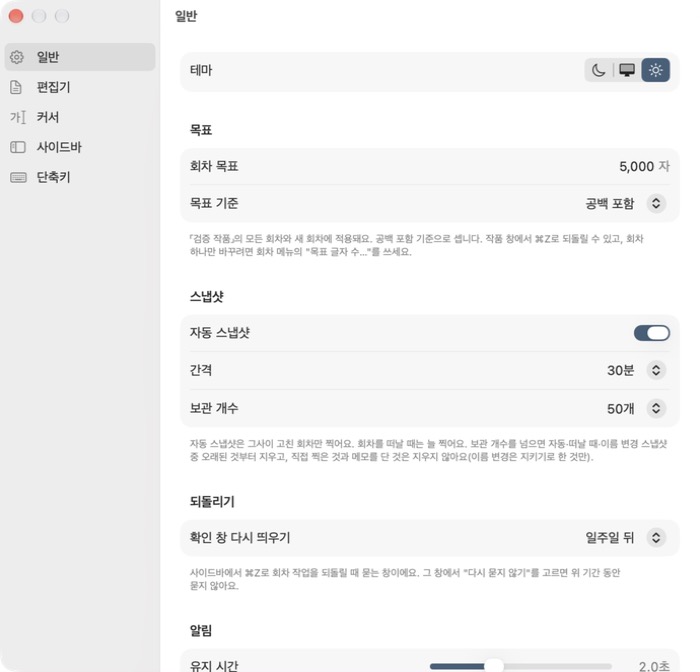 일반
일반
편집기
가 커서
사이드바
단축키
테마
목표
회차 목표 5,000 자
목표 기준 공백 포함
『검증 작품』의 모든 회차와 새 회차에 적용돼요. 공백 포함 기준으로 셉니다. 작품 창에서 ⌘Z로 되돌릴 수 있고, 회차
하나만 바꾸려면 회차 메뉴의 "목표 글자 수…"를 쓰세요.
스냅샷
자동 스냅샷
간격 30분
보관 개수 50개
자동 스냅샷은 그사이 고친 회차만 찍어요. 회차를 떠날 때는 늘 찍어요. 보관 개수를 넘으면 자동·떠날 때·이름 변경 스냅샷
중 오래된 것부터 지우고, 직접 찍은 것과 메모를 단 것은 지우지 않아요(이름 변경은 지키기로 한 것만).
되돌리기
확인 창 다시 띄우기 일주일 뒤
사이드바에서 ⌘Z로 회차 작업을 되돌릴 때 묻는 창이에요. 그 창에서 "다시 묻지 않기"를 고르면 위 기간 동안
묻지 않아요.
알림
유지 시간 2.0초